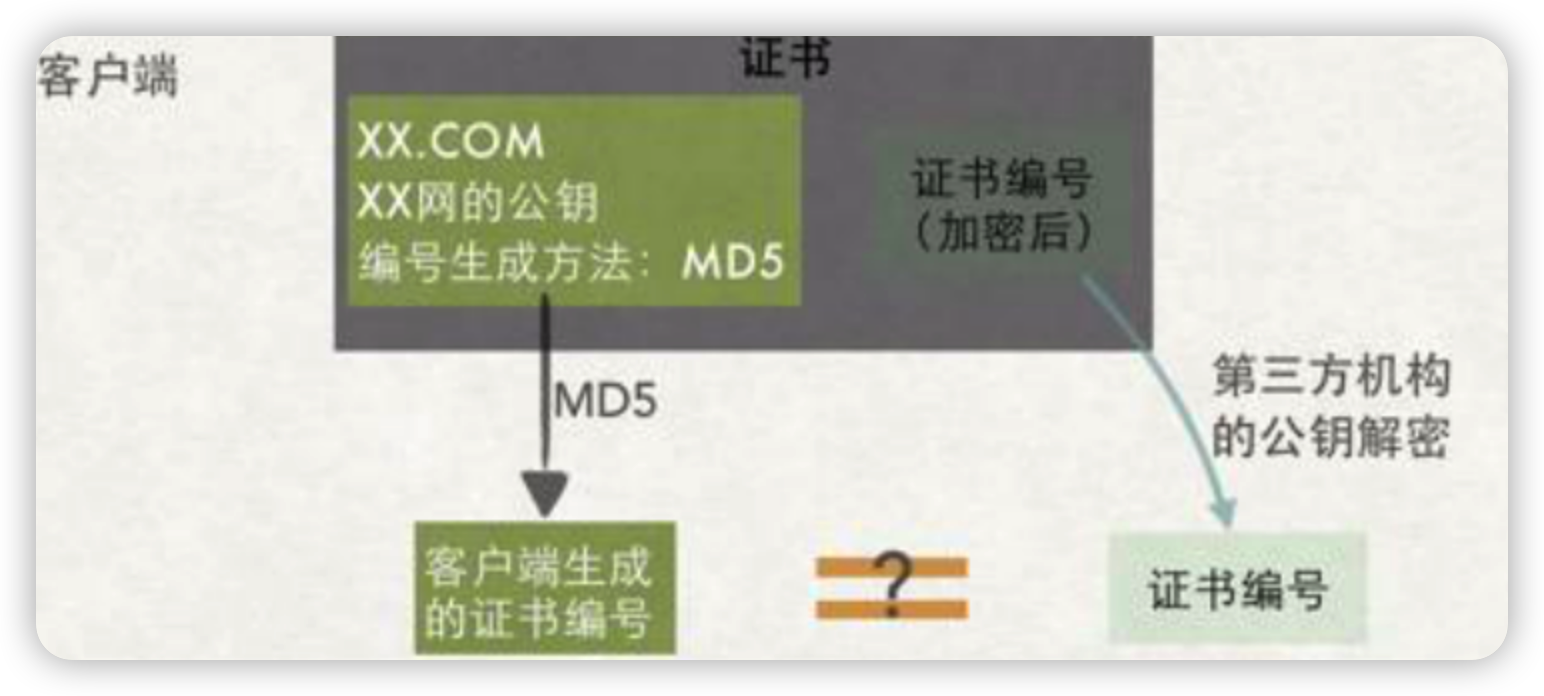 客户端
证书
XX.COM
XX网的公钥
编号生成方法： MD5
证书编号
（加密后）
MD5
第三方机构
的公钥解密
客户端生成
的证书编号
?
证书编号